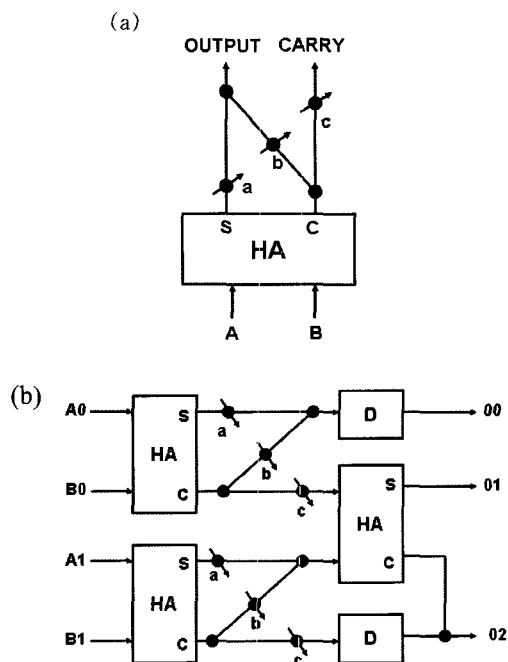 (a)
OUTPUT CARRY
c
b
a
S C
HA
A B
(b)
A0 S D 00
a
HA b
B0 C c S 01
HA
A1 S a C
HA b
B1 C c D 02